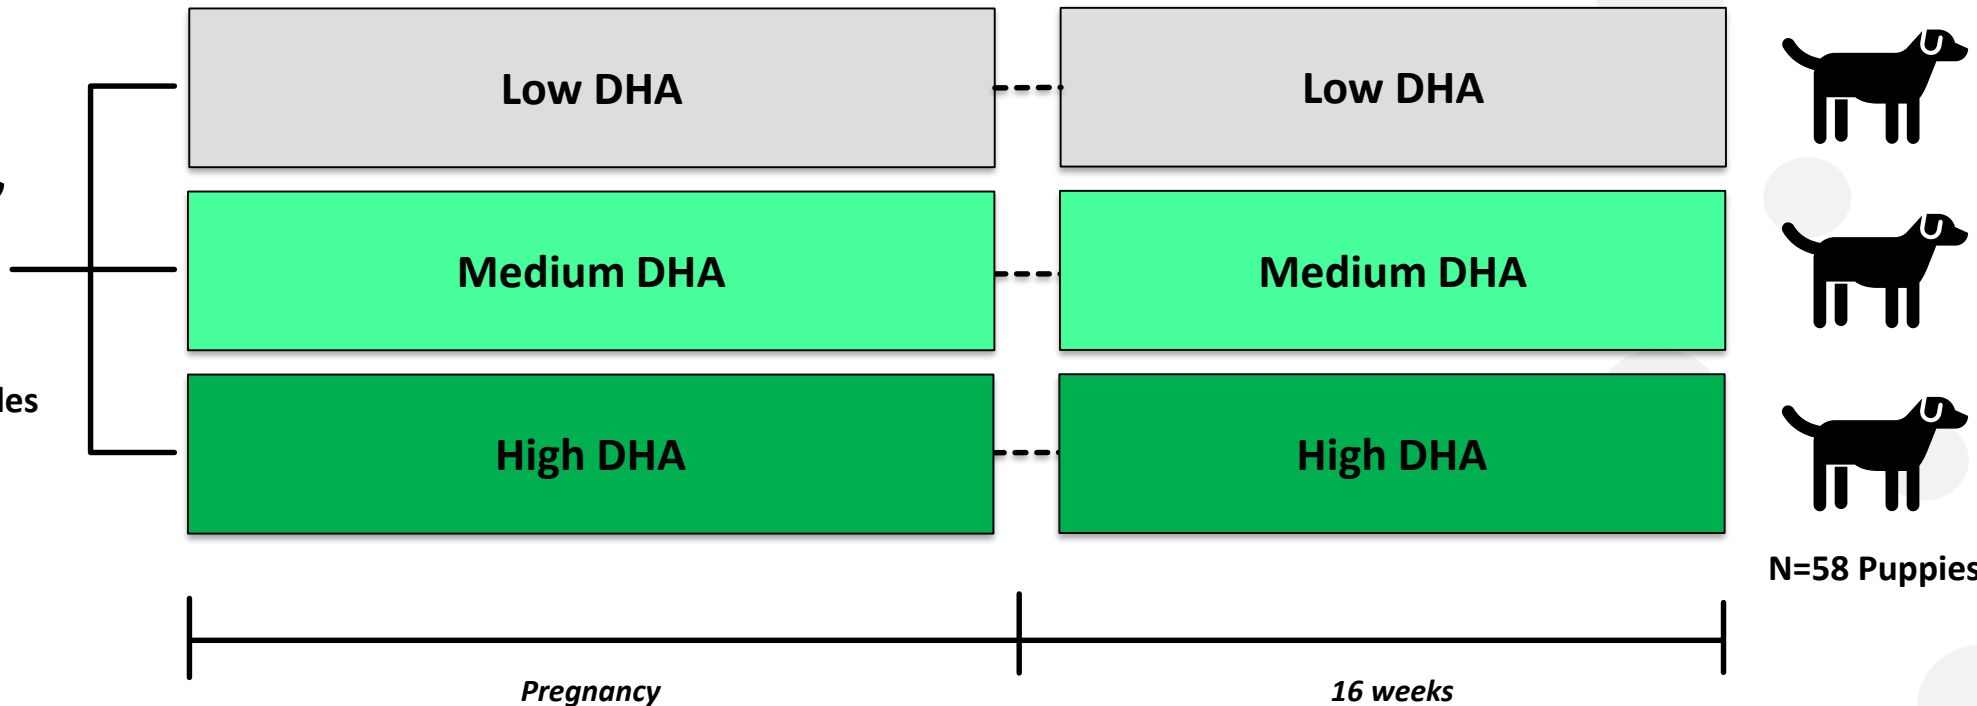 Low DHA
Low DHA
Medium DHA
Medium DHA
High DHA
High DHA
N=58 Puppies
Pregnancy
16 weeks